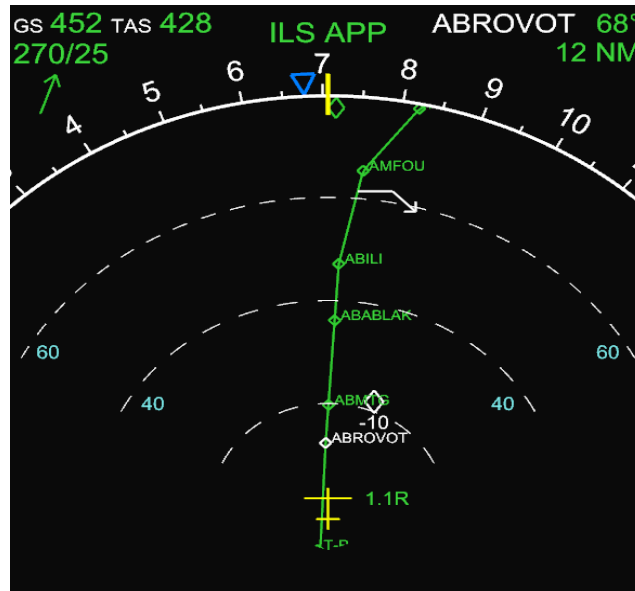 GS 452 TAS 428
ILS APP
ABROVOT 68°
270/25
12 NM
4 5 6 7 8 9 10
AMFOU
ABILI
ABABLAK
60 60
40 ABMTG 40
-10
ABROVOT
1.1R